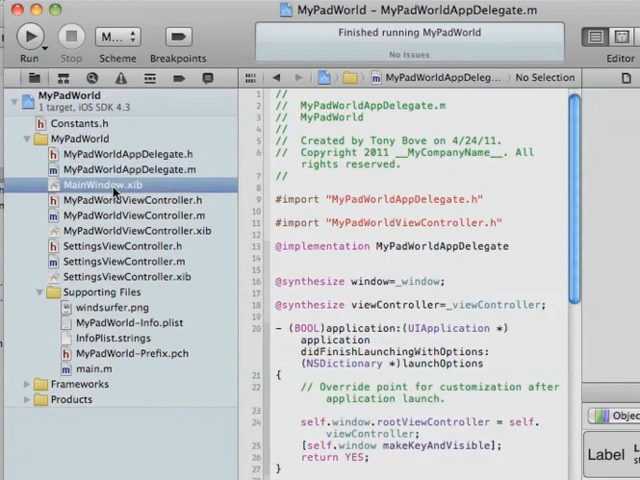 MyPadWorld – MyPadWorldAppDelegate.m
M...
Finished running MyPadWorld
No Issues
Run
Stop
Scheme
Breakpoints
Editor
MyPadWorldAppDeleg...
No Selection
MyPadWorld
1 target, iOS SDK 4.3
Constants.h
MyPadWorld
MyPadWorldAppDelegate.h
MyPadWorldAppDelegate.m
MainWindow.xib
MyPadWorldViewController.h
MyPadWorldViewController.m
MyPadWorldViewController.xib
SettingsViewController.h
SettingsViewController.m
SettingsViewController.xib
Supporting Files
windsurfer.png
MyPadWorld-Info.plist
InfoPlist.strings
MyPadWorld-Prefix.pch
main.m
Frameworks
Products
1 //
2 // MyPadWorldAppDelegate.m
3 // MyPadWorld
4 //
5 // Created by Tony Bove on 4/24/11.
6 // Copyright 2011 __MyCompanyName__. All
rights reserved.
7 //
8
9 #import "MyPadWorldAppDelegate.h"
10
11 #import "MyPadWorldViewController.h"
12
13 @implementation MyPadWorldAppDelegate
14
15
16 @synthesize window=_window;
17
18 @synthesize viewController=_viewController;
19
20 - (BOOL)application:(UIApplication *)
application
didFinishLaunchingWithOptions:
(NSDictionary *)launchOptions
21 {
22 // Override point for customization after
application launch.
23
24 self.window.rootViewController = self.
viewController;
25 [self.window makeKeyAndVisible];
26 return YES;
27 }
Objec
Label